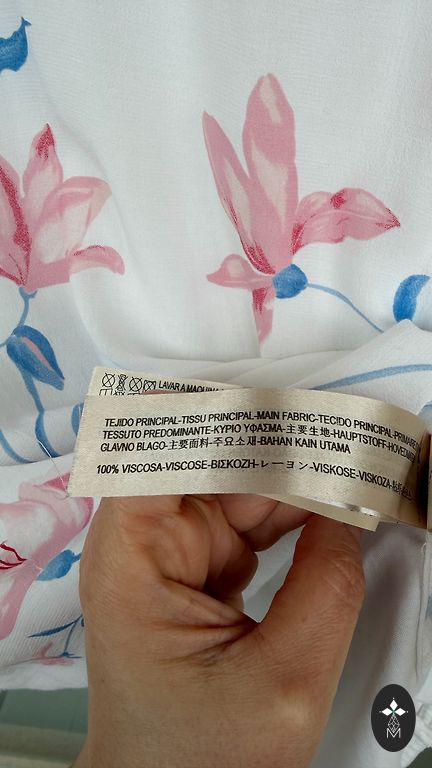 LAVAR A MAQUINA
TEJIDO PRINCIPAL-TISSU PRINCIPAL-MAIN FABRIC-TECIDO PRINCIPAL-
TESSUTO PREDOMINANTE-ΚΥΡΙΟ ΥΦΑΣΜΑ-主要生地-HAUPTSTOFF-
GLAVNO BLAGO-主要面料-주요소재-BAHAN KAIN UTAMA
100% VISCOSA-VISCOSE-ΒΙΣΚΟΖΗ-レーヨン-VISKOSE-VISKOZA-
M